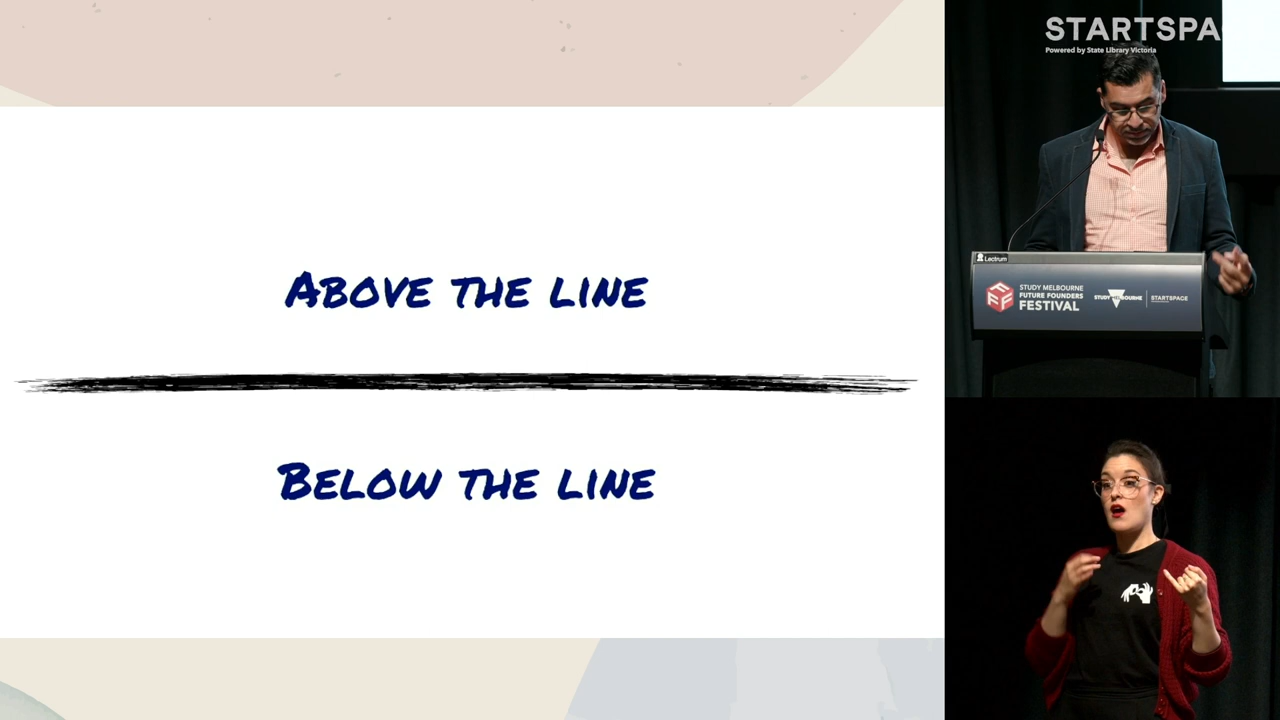 ABOVE THE LINE
BELOW THE LINE
STARTSPA
Powered by State Library Victoria
Lectrum
STUDY MELBOURNE
FUTURE FOUNDERS
FESTIVAL
STARTSPACE